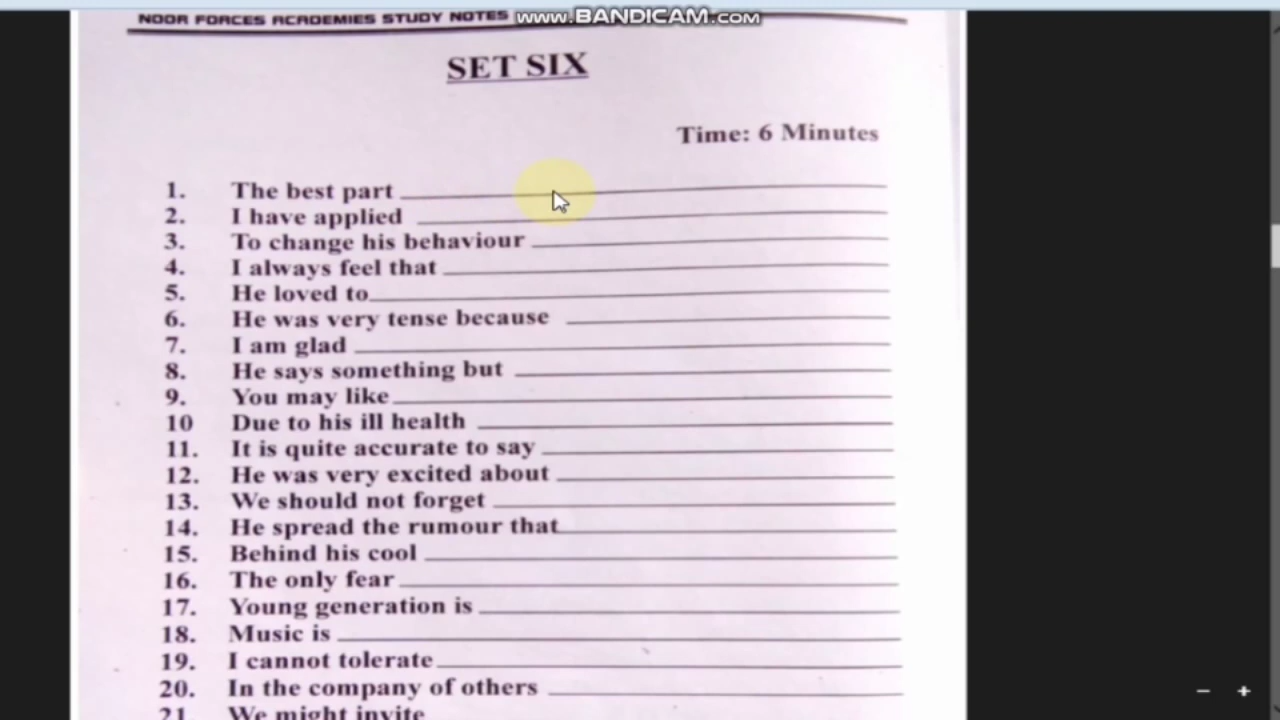 NOOR FORCES ACADEMIES STUDY NOTES
www.BANDICAM.com
SET SIX
Time: 6 Minutes
1. The best part
2. I have applied
3. To change his behaviour
4. I always feel that
5. He loved to
6. He was very tense because
7. I am glad
8. He says something but
9. You may like
10 Due to his ill health
11. It is quite accurate to say
12. He was very excited about
13. We should not forget
14. He spread the rumour that
15. Behind his cool
16. The only fear
17. Young generation is
18. Music is
19. I cannot tolerate
20. In the company of others
21. We might invite